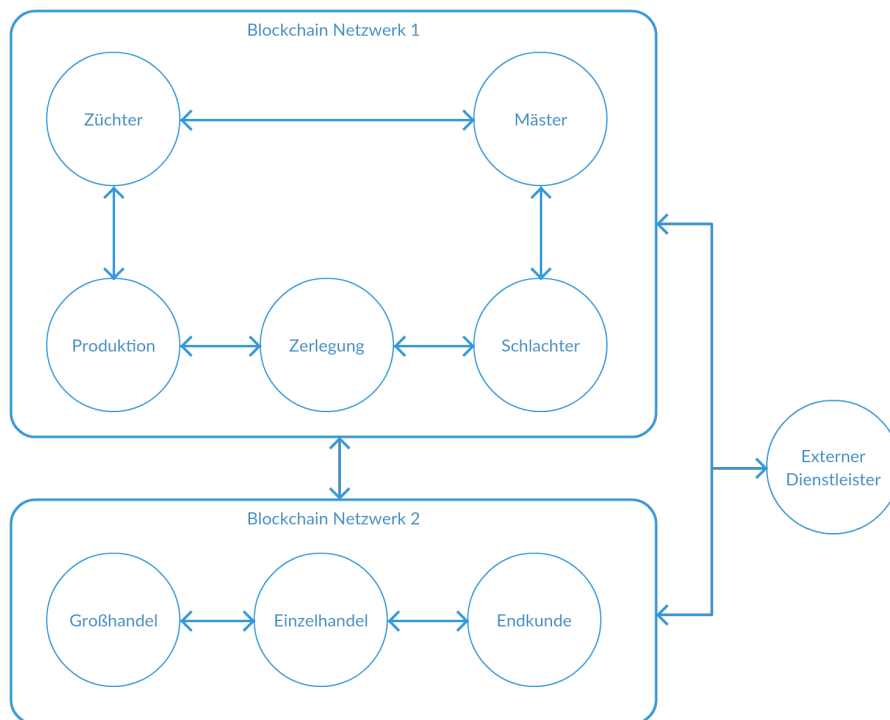 Blockchain Netzwerk 1
Züchter
Mäster
Produktion
Zerlegung
Schlachter
Externer
Dienstleister
Blockchain Netzwerk 2
Großhandel
Einzelhandel
Endkunde